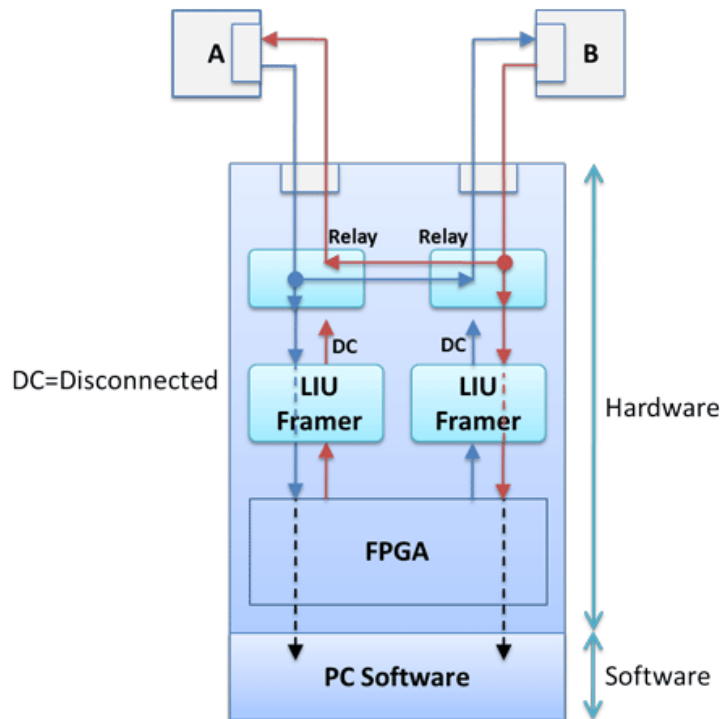 A
B
Relay
Relay
DC
DC
DC=Disconnected
LIU
Framer
LIU
Framer
Hardware
FPGA
PC Software
Software